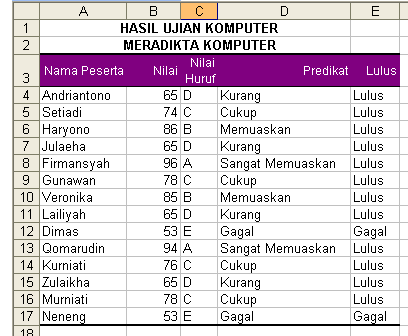 A B C D E
1 HASIL UJIAN KOMPUTER
2 MERADIKTA KOMPUTER
3 Nama Peserta Nilai Nilai Huruf Predikat Lulus
4 Andriantono 65 D Kurang Lulus
5 Setiadi 74 C Cukup Lulus
6 Haryono 86 B Memuaskan Lulus
7 Julaeha 65 D Kurang Lulus
8 Firmansyah 96 A Sangat Memuaskan Lulus
9 Gunawan 78 C Cukup Lulus
10 Veronika 85 B Memuaskan Lulus
11 Lailiyah 65 D Kurang Lulus
12 Dimas 53 E Gagal Gagal
13 Qomarudin 94 A Sangat Memuaskan Lulus
14 Kurniati 76 C Cukup Lulus
15 Zulaikha 65 D Kurang Lulus
16 Murniati 78 C Cukup Lulus
17 Neneng 53 E Gagal Gagal
18